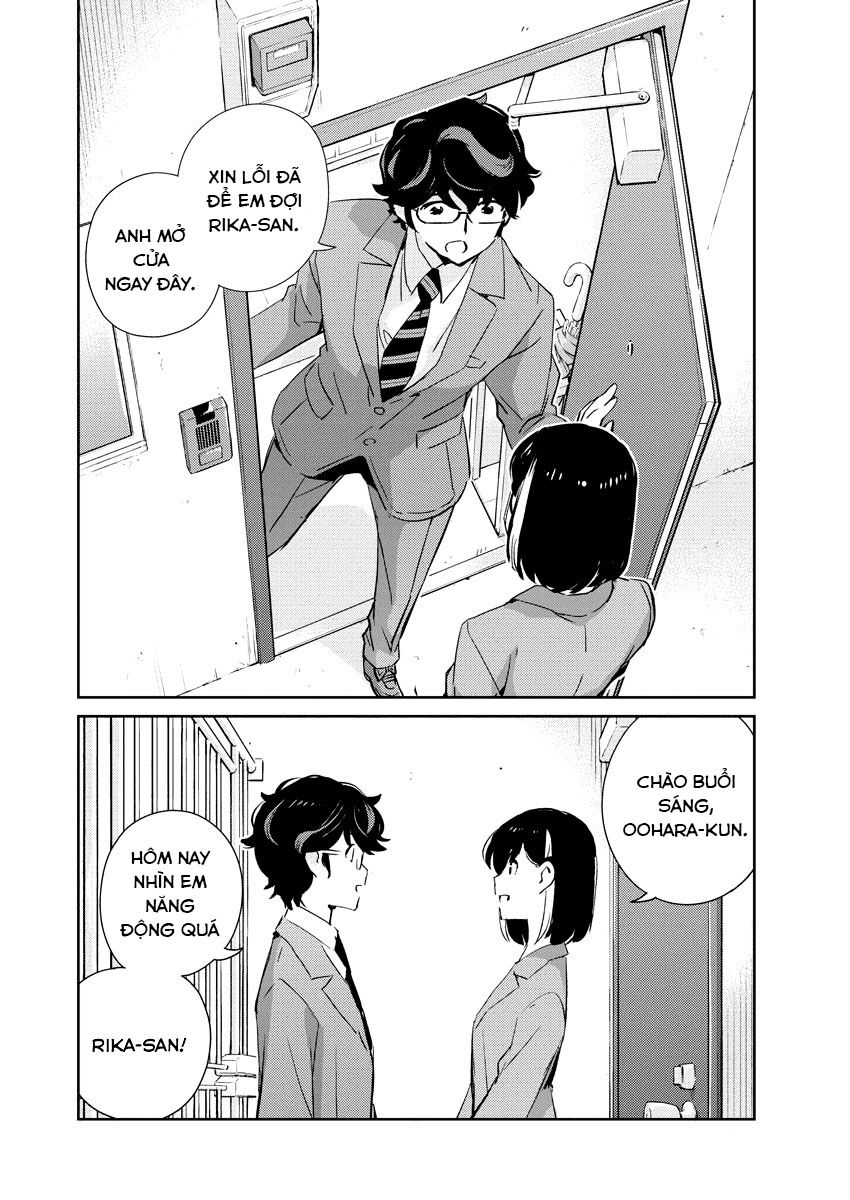 XIN LỖI ĐÃ
ĐỂ EM ĐỢI
RIKA-SAN.
ANH MỞ
CỬA
NGAY ĐÂY.
CHÀO BUỔI
SÁNG,
OOHARA-KUN.
HÔM NAY
NHÌN EM
NĂNG
ĐỘNG QUÁ
RIKA-SAN!